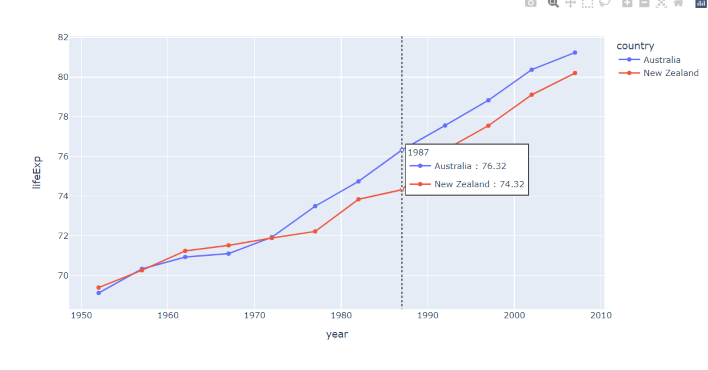 82
80
78
76
74
72
70
lifeExp
1950
1960
1970
1980
1990
2000
2010
year
country
Australia
New Zealand
1987
Australia : 76.32
New Zealand : 74.32